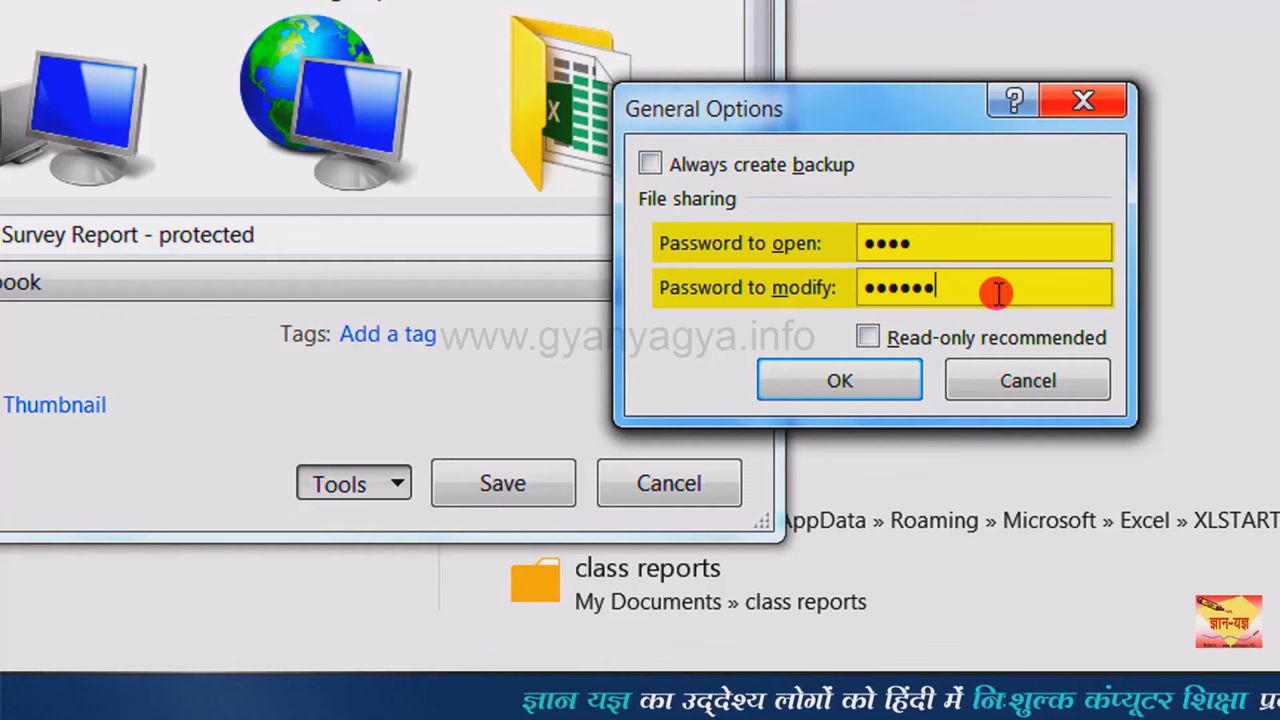 General Options
Always create backup
File sharing
Password to open: ●●●●
Password to modify: ●●●●●●
Read-only recommended
OK Cancel
Survey Report - protected
ook
Tags: Add a tag
www.gyanyagya.info
Thumbnail
Tools Save Cancel
AppData » Roaming » Microsoft » Excel » XLSTART
class reports
My Documents » class reports
ज्ञान-यज्ञ
ज्ञान यज्ञ का उद्देश्य लोगों को हिंदी में निःशुल्क कंप्यूटर शिक्षा प्र